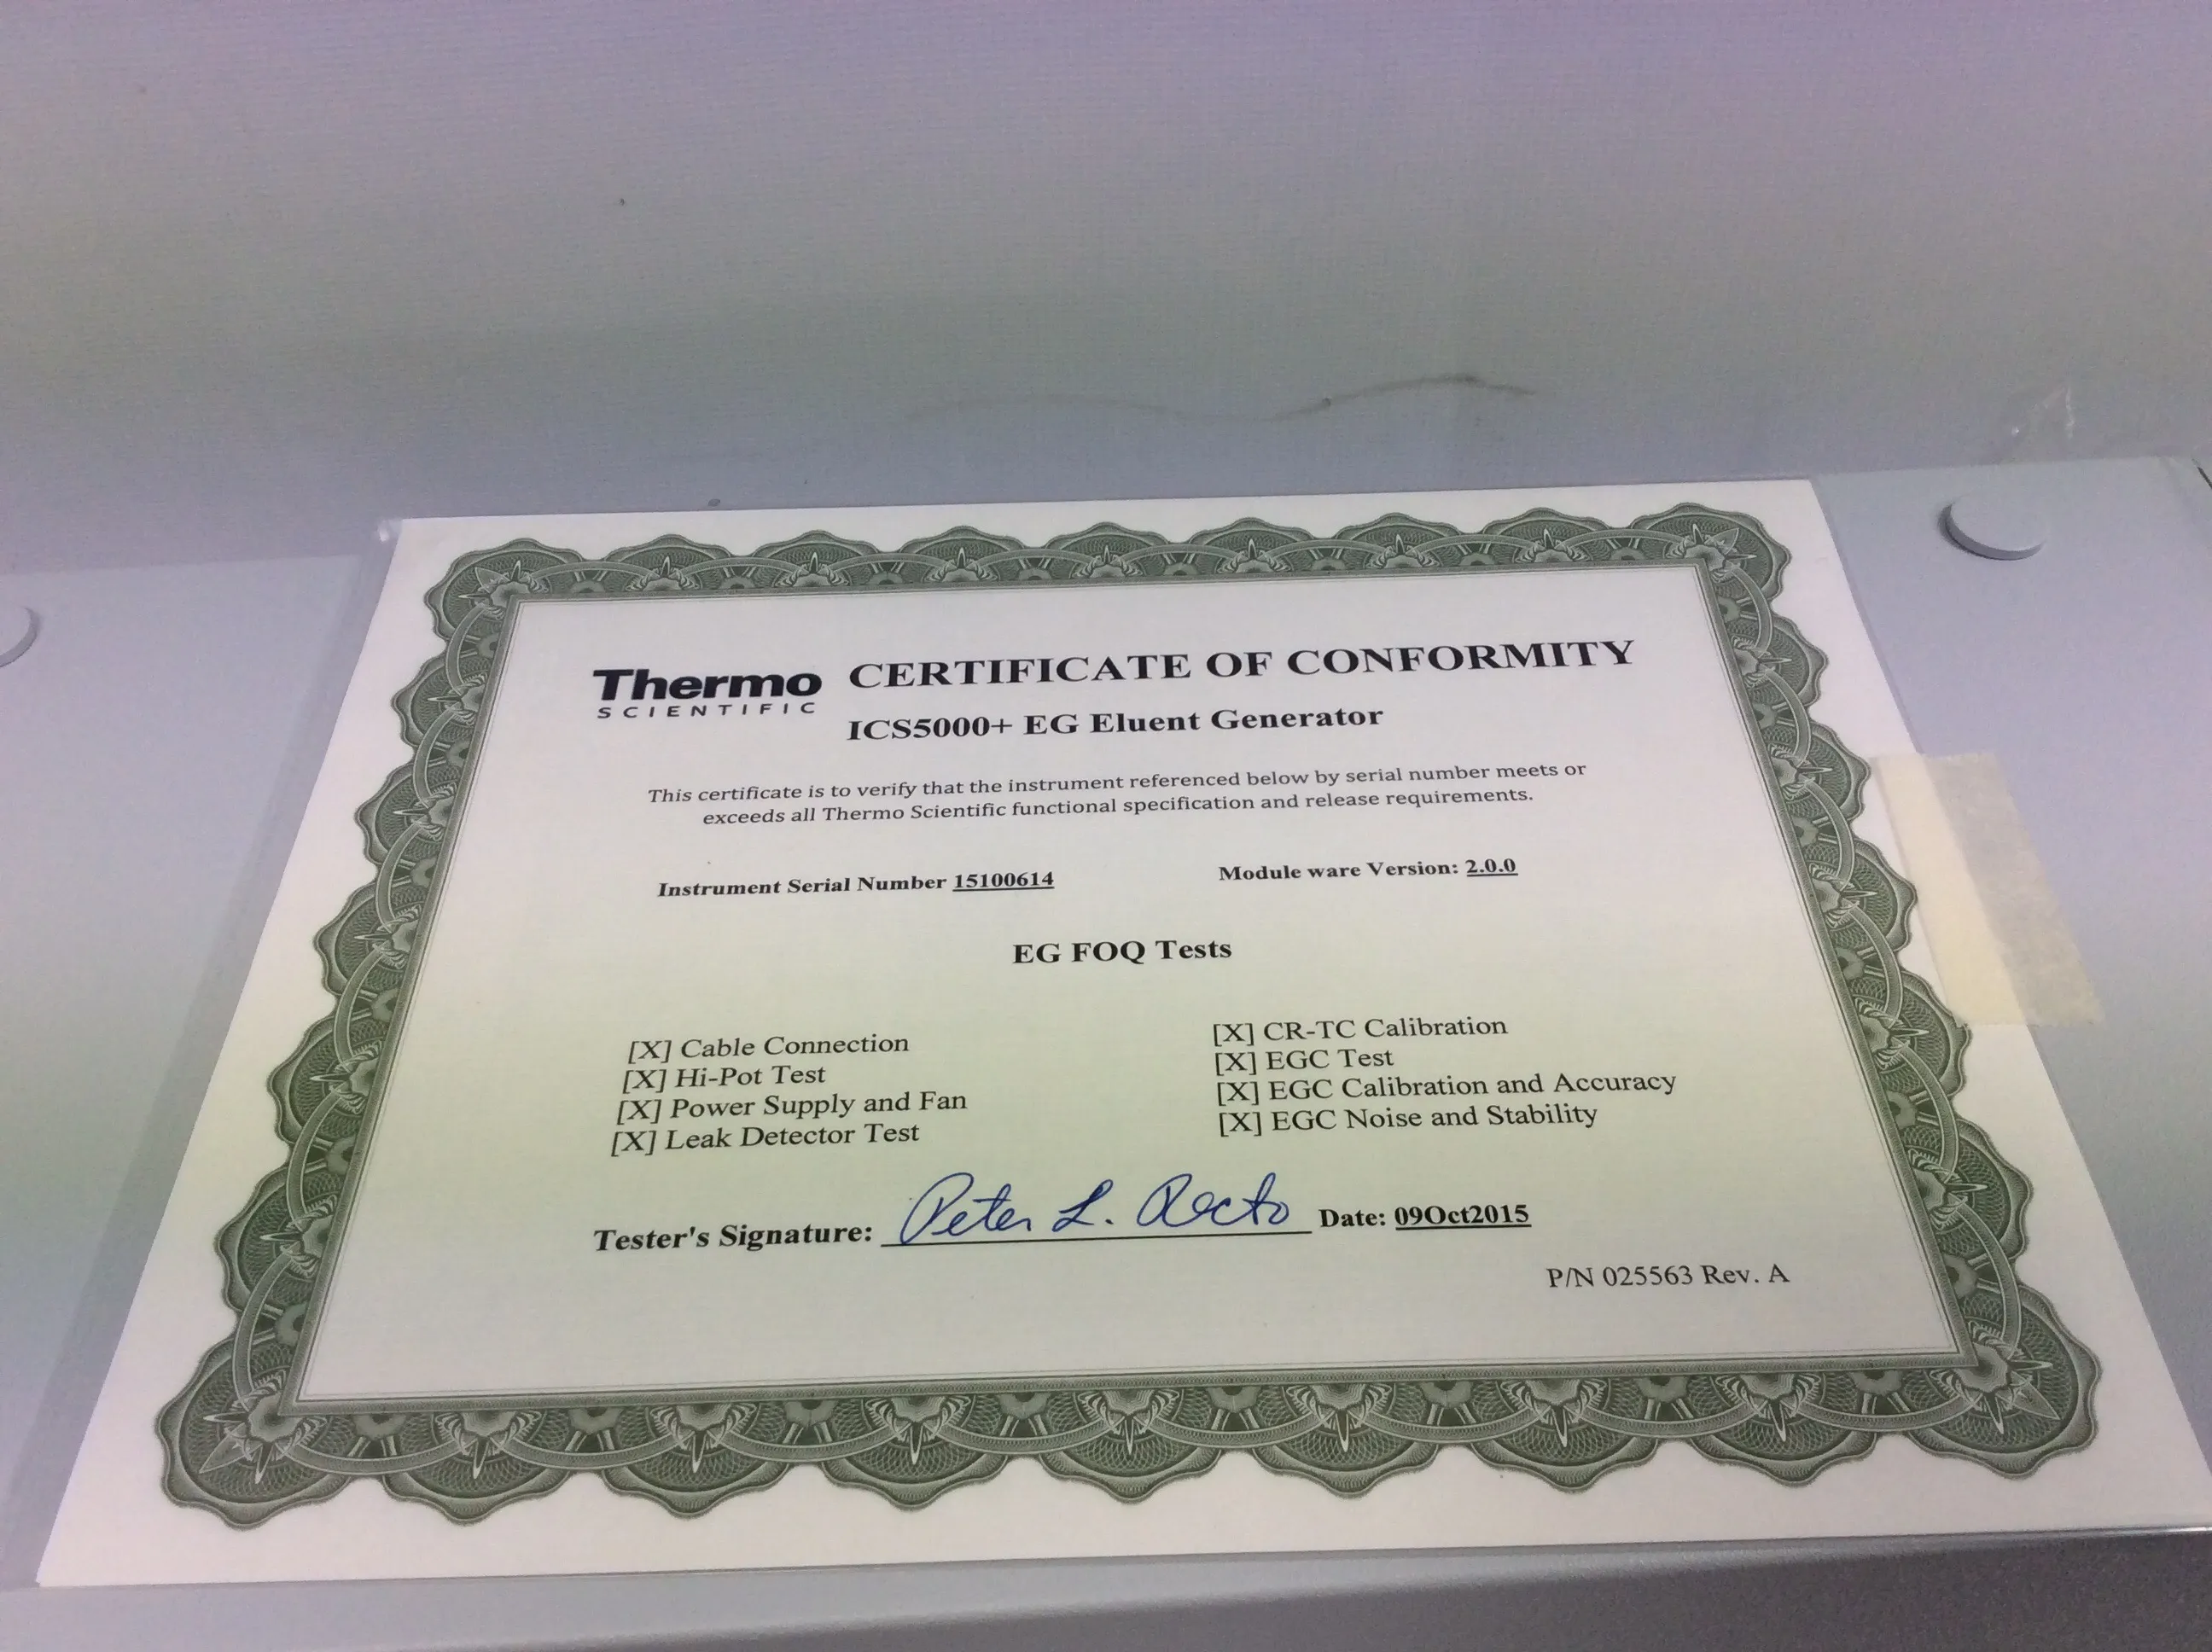 Thermo
SCIENTIFIC
CERTIFICATE OF CONFORMITY
ICS5000+ EG Eluent Generator
This certificate is to verify that the instrument referenced below by serial number meets or
exceeds all Thermo Scientific functional specification and release requirements.
Instrument Serial Number 15100614
Module ware Version: 2.0.0
EG FOQ Tests
[X] Cable Connection
[X] Hi-Pot Test
[X] Power Supply and Fan
[X] Leak Detector Test
[X] CR-TC Calibration
[X] EGC Test
[X] EGC Calibration and Accuracy
[X] EGC Noise and Stability
Tester's Signature: Peter L. Recto Date: 09Oct2015
P/N 025563 Rev. A